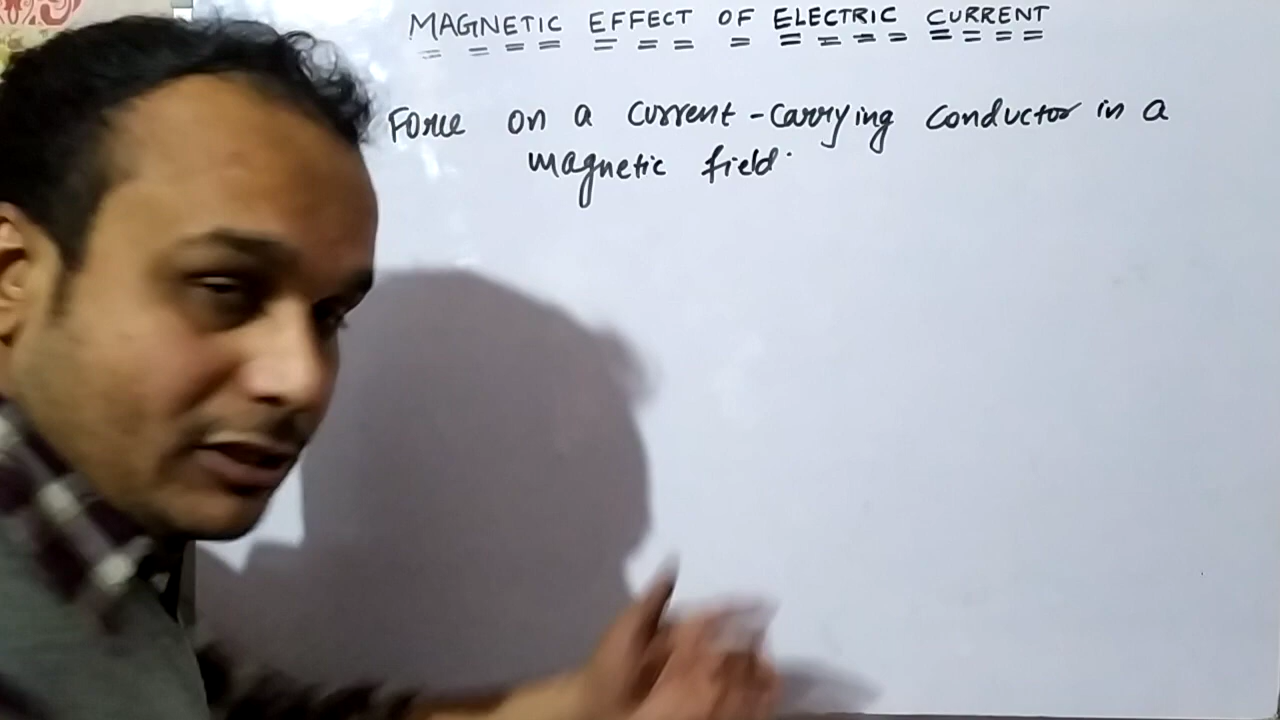 MAGNETIC EFFECT OF ELECTRIC CURRENT
Force on a current-carrying conductor in a
magnetic field.